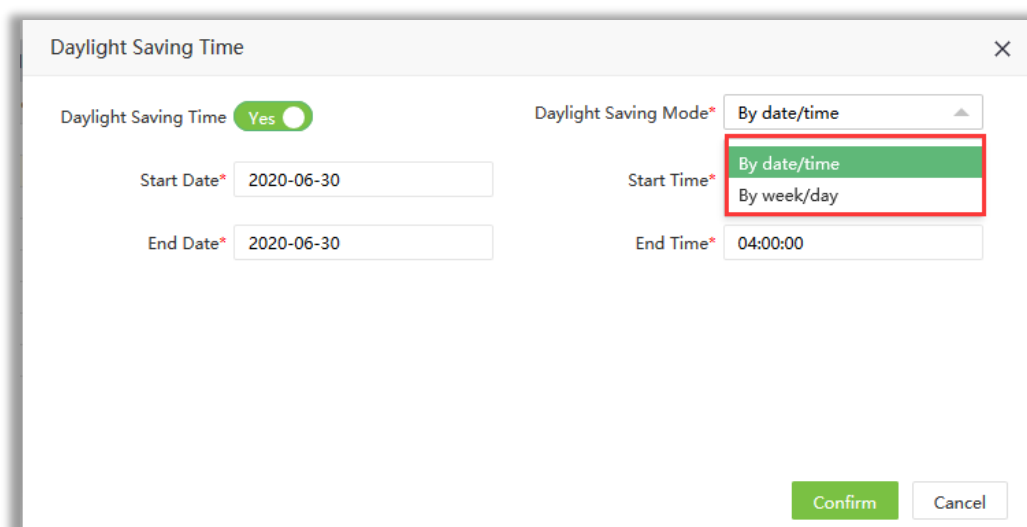 Daylight Saving Time
Daylight Saving Time Yes Daylight Saving Mode* By date/time
By date/time
Start Date* 2020-06-30 Start Time*
By week/day
End Date* 2020-06-30 End Time* 04:00:00
Confirm Cancel